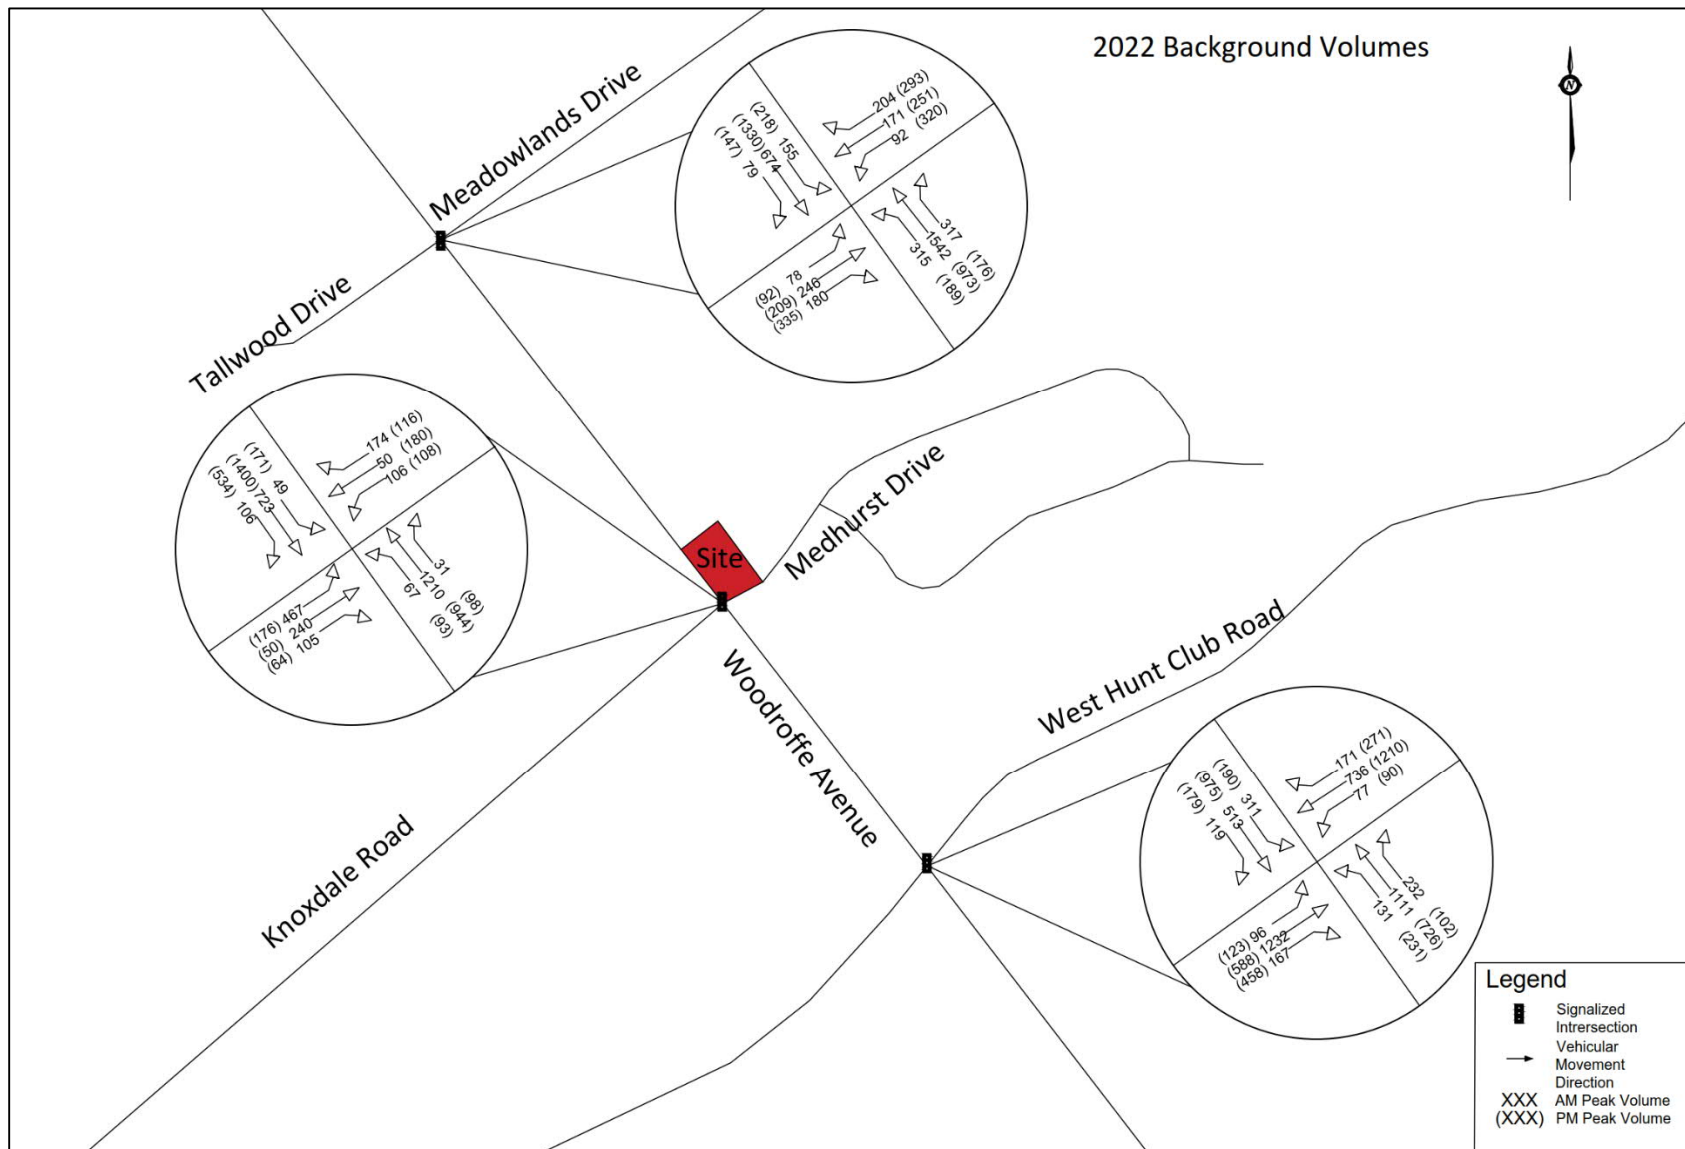 2022 Background Volumes
N
Meadowlands Drive
Tallwood Drive
204 (293)
171 (251)
92 (320)
(218) 155
(1330) 674
(147) 79
317 (176)
1542 (973)
315 (189)
(92) 78
(209) 246
(335) 180
174 (116)
50 (180)
106 (108)
(171) 49
(1400) 723
(534) 106
31 (98)
1210 (944)
67 (93)
(176) 467
(50) 240
(64) 105
Site
Medhurst Drive
Woodroffe Avenue
West Hunt Club Road
Knoxdale Road
171 (271)
736 (1210)
77 (90)
(190) 311
(975) 513
(179) 119
232 (102)
1111 (726)
131 (231)
(123) 96
(588) 1232
(458) 167
Legend
Signalized
Intrersection
Vehicular
Movement
Direction
XXX AM Peak Volume
(XXX) PM Peak Volume